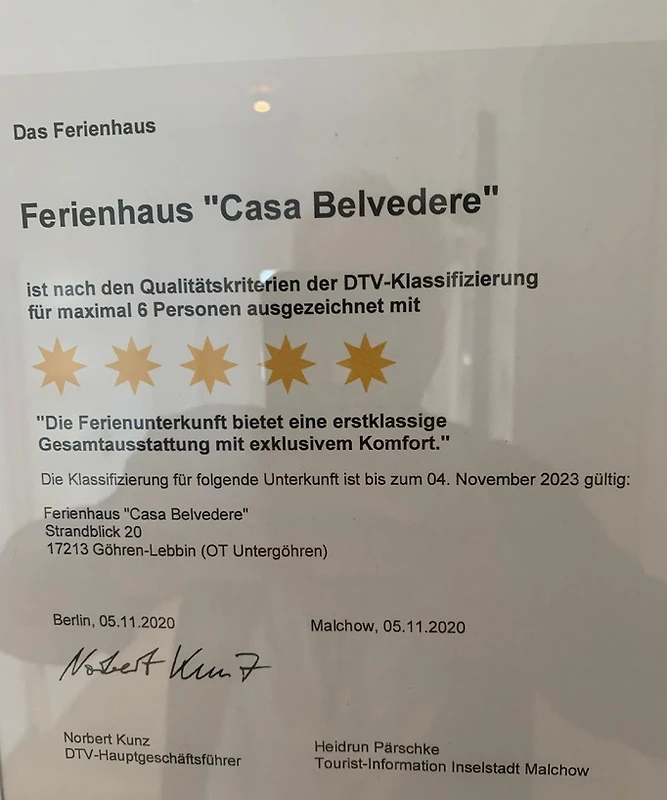 Das Ferienhaus
Ferienhaus "Casa Belvedere"
ist nach den Qualitätskriterien der DTV-Klassifizierung
für maximal 6 Personen ausgezeichnet mit
"Die Ferienunterkunft bietet eine erstklassige
Gesamtausstattung mit exklusivem Komfort."
Die Klassifizierung für folgende Unterkunft ist bis zum 04. November 2023 gültig:
Ferienhaus "Casa Belvedere"
Strandblick 20
17213 Göhren-Lebbin (OT Untergöhren)
Berlin, 05.11.2020
Malchow, 05.11.2020
Norbert Kunz
Norbert Kunz
DTV-Hauptgeschäftsführer
Heidrun Pärschke
Tourist-Information Inselstadt Malchow